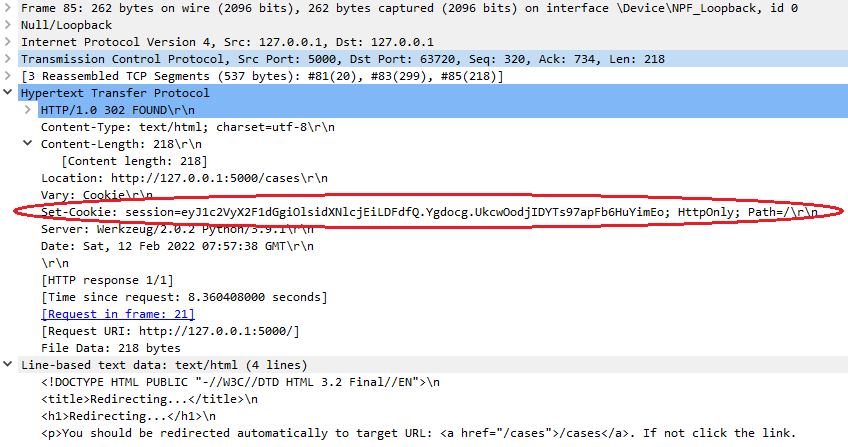 Frame 85: 262 bytes on wire (2096 bits), 262 bytes captured (2096 bits) on interface \Device\NPF_Loopback, id 0
Null/Loopback
Internet Protocol Version 4, Src: 127.0.0.1, Dst: 127.0.0.1
Transmission Control Protocol, Src Port: 5000, Dst Port: 63720, Seq: 320, Ack: 734, Len: 218
[3 Reassembled TCP Segments (537 bytes): #81(20), #83(299), #85(218)]
Hypertext Transfer Protocol
HTTP/1.0 302 FOUND\r\n
Content-Type: text/html; charset=utf-8\r\n
Content-Length: 218\r\n
[Content length: 218]
Location: http://127.0.0.1:5000/cases\r\n
Vary: Cookie\r\n
Set-Cookie: session=eyJ1c2VyX2F1dGgiOlsidXNlcjEiLDFdfQ.Ygdocg.UkcwOodjIDYTs97apFb6HuYimEo; HttpOnly; Path=/\r\n
Server: Werkzeug/2.0.2 Python/3.9.1\r\n
Date: Sat, 12 Feb 2022 07:57:38 GMT\r\n
\r\n
[HTTP response 1/1]
[Time since request: 8.360408000 seconds]
[Request in frame: 21]
[Request URI: http://127.0.0.1:5000/]
File Data: 218 bytes
Line-based text data: text/html (4 lines)
<!DOCTYPE HTML PUBLIC "-//W3C//DTD HTML 3.2 Final//EN">\n
<title>Redirecting...</title>\n
<h1>Redirecting...</h1>\n
<p>You should be redirected automatically to target URL: <a href="/cases">/cases</a>. If not click the link.